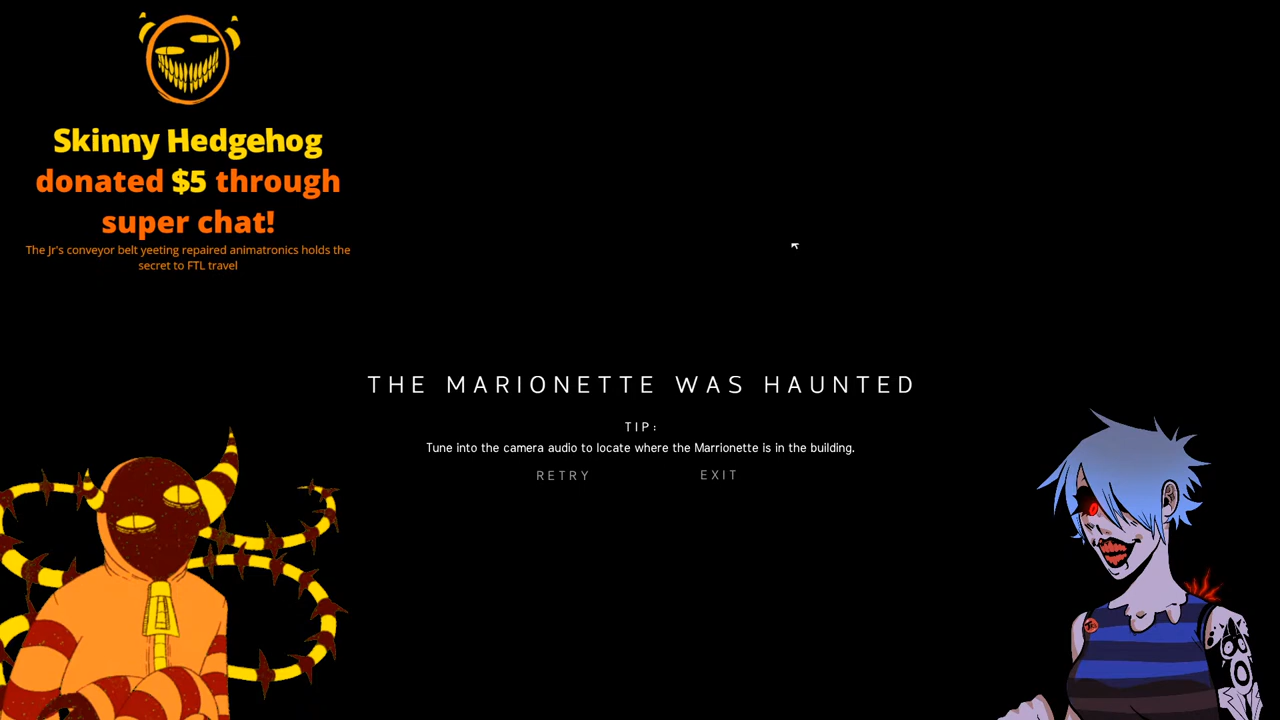 Skinny Hedgehog
donated $5 through
super chat!
The Jr's conveyor belt yeeting repaired animatronics holds the
secret to FTL travel
THE MARIONETTE WAS HAUNTED
TIP:
Tune into the camera audio to locate where the Marrionette is in the building.
RETRY EXIT